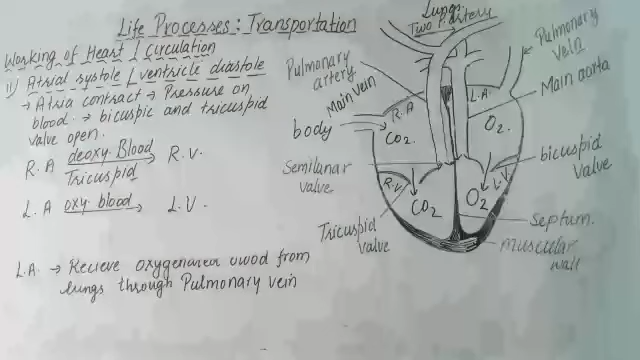 Life Processes: Transportation
Working of Heart / Circulation
ii) Atrial systole / ventricle diastole
→ Atria contract → Pressure on
blood. → bicuspic and tricuspid
valve open.
R.A deoxy. Blood R.V.
Tricuspid
L.A oxy. blood L.V.
L.A. → Recieve oxygenated from
lungs through Pulmonary vein
Lungs
Two P. artery
Pulmonary
vein
Pulmonary
artery
Main vein
Main aorta
R.A
L.A.
body
CO2.
O2.
Semilunar
valve
bicuspid
Valve
R.V.
L.V
CO2
O2
Tricuspid
valve
Septum.
muscular
wall